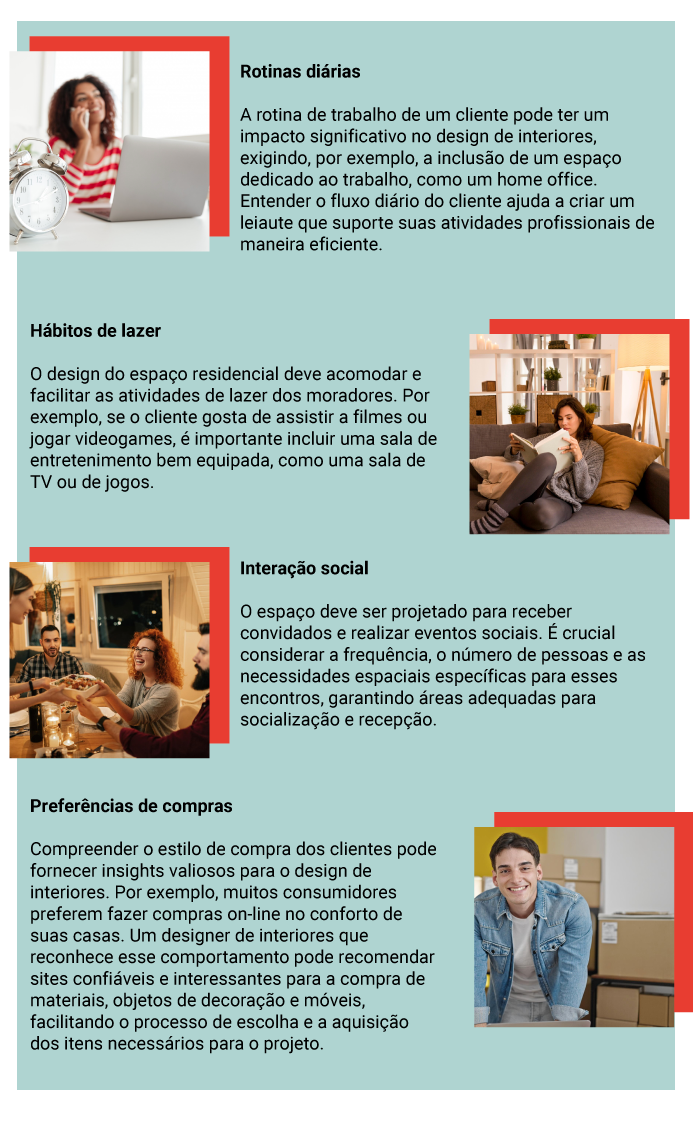 Rotinas diárias
A rotina de trabalho de um cliente pode ter um
impacto significativo no design de interiores,
exigindo, por exemplo, a inclusão de um espaço
dedicado ao trabalho, como um home office.
Entender o fluxo diário do cliente ajuda a criar um
leiaute que suporte suas atividades profissionais de
maneira eficiente.
Hábitos de lazer
O design do espaço residencial deve acomodar e
facilitar as atividades de lazer dos moradores. Por
exemplo, se o cliente gosta de assistir a filmes ou
jogar videogames, é importante incluir uma sala de
entretenimento bem equipada, como uma sala de
TV ou de jogos.
Interação social
O espaço deve ser projetado para receber
convidados e realizar eventos sociais. É crucial
considerar a frequência, o número de pessoas e as
necessidades espaciais específicas para esses
encontros, garantindo áreas adequadas para
socialização e recepção.
Preferências de compras
Compreender o estilo de compra dos clientes pode
fornecer insights valiosos para o design de
interiores. Por exemplo, muitos consumidores
preferem fazer compras on-line no conforto de
suas casas. Um designer de interiores que
reconhece esse comportamento pode recomendar
sites confiáveis e interessantes para a compra de
materiais, objetos de decoração e móveis,
facilitando o processo de escolha e a aquisição
dos itens necessários para o projeto.